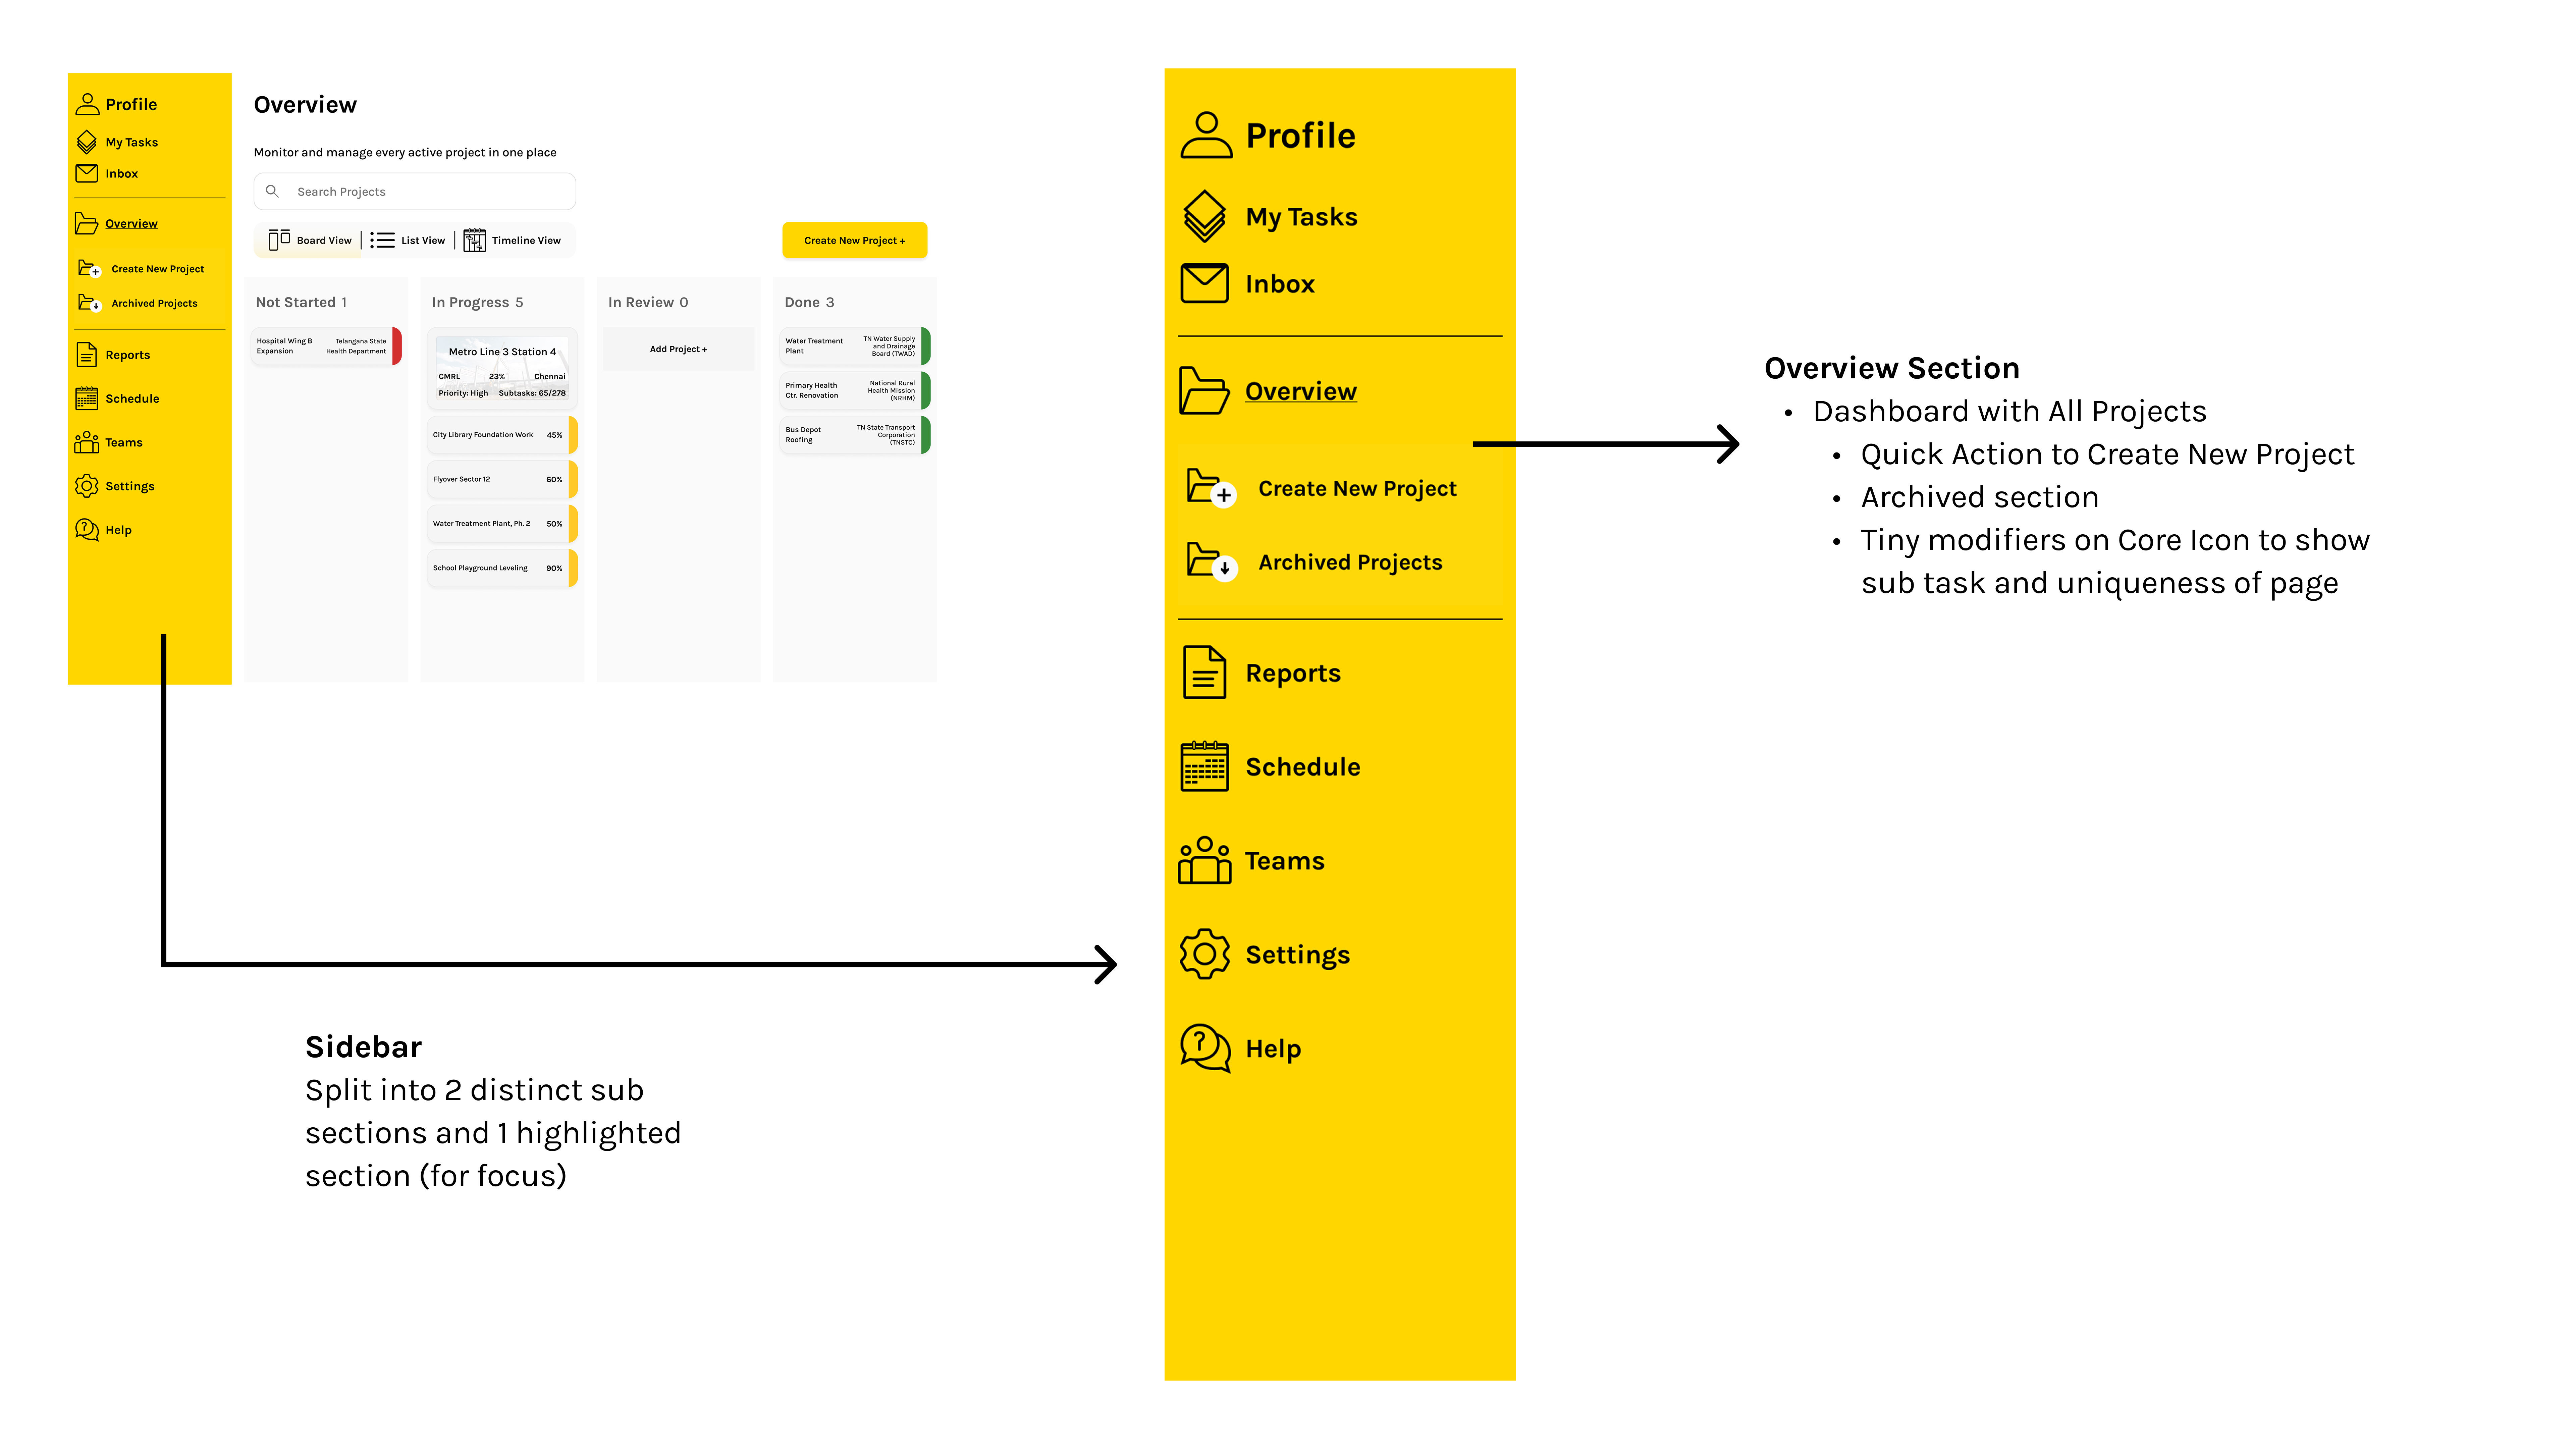 Profile
My Tasks
Inbox
Overview
Create New Project
Archived Projects
Reports
Schedule
Teams
Settings
Help
Overview
Monitor and manage every active project in one place
Search Projects
Board View
List View
Timeline View
Create New Project +
Not Started 1
Hospital Wing B
Expansion
Telangana State
Health Department
In Progress 5
Metro Line 3 Station 4
CMRL 23% Chennai
Priority: High Subtasks: 65/278
City Library Foundation Work 45%
Flyover Sector 12 60%
Water Treatment Plant, Ph. 2 50%
School Playground Leveling 90%
In Review 0
Add Project +
Done 3
Water Treatment
Plant
TN Water Supply
and Drainage
Board (TWAD)
Primary Health
Ctr. Renovation
National Rural
Health Mission
(NRHM)
Bus Depot
Roofing
TN State Transport
Corporation
(TNSTC)
Sidebar
Split into 2 distinct sub
sections and 1 highlighted
section (for focus)
Profile
My Tasks
Inbox
Overview
Create New Project
Archived Projects
Reports
Schedule
Teams
Settings
Help
Overview Section
• Dashboard with All Projects
• Quick Action to Create New Project
• Archived section
• Tiny modifiers on Core Icon to show
sub task and uniqueness of page